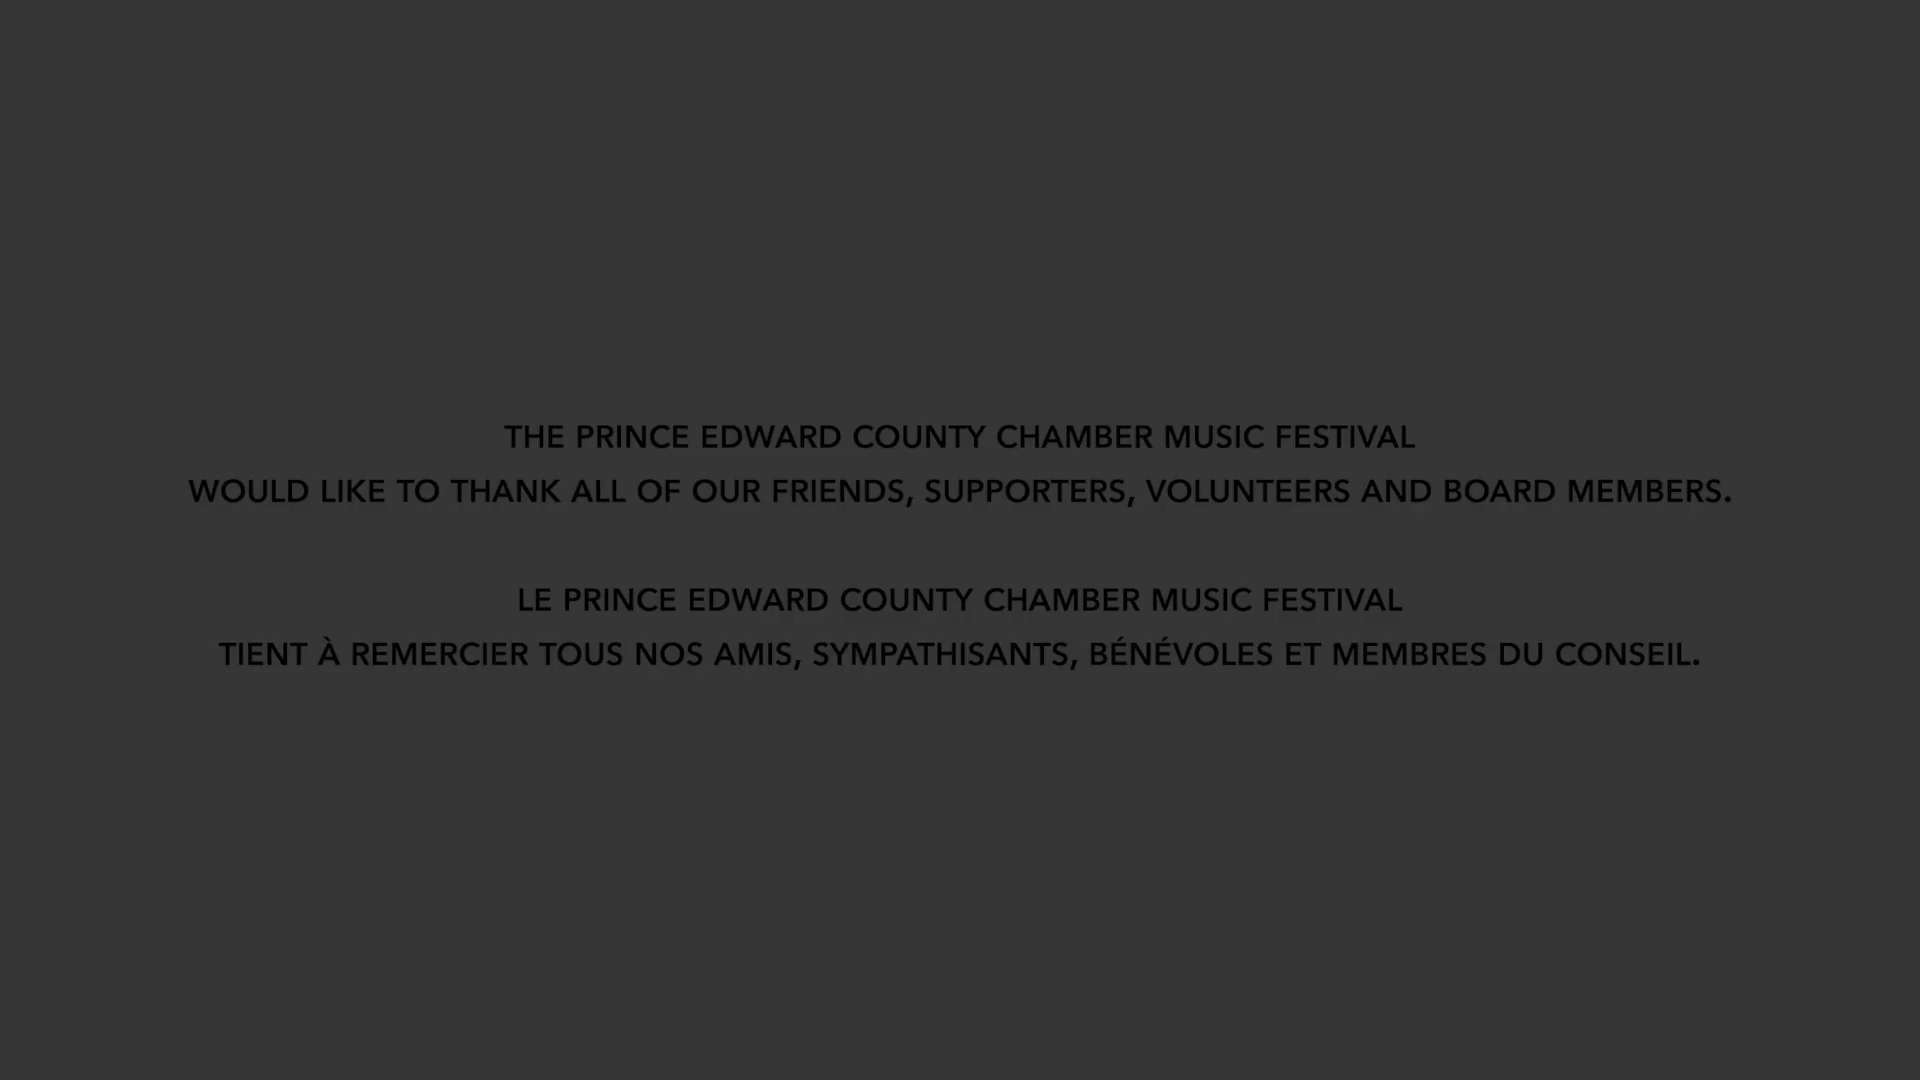 THE PRINCE EDWARD COUNTY CHAMBER MUSIC FESTIVAL
WOULD LIKE TO THANK ALL OF OUR FRIENDS, SUPPORTERS, VOLUNTEERS AND BOARD MEMBERS.
LE PRINCE EDWARD COUNTY CHAMBER MUSIC FESTIVAL
TIENT À REMERCIER TOUS NOS AMIS, SYMPATHISANTS, BÉNÉVOLES ET MEMBRES DU CONSEIL.